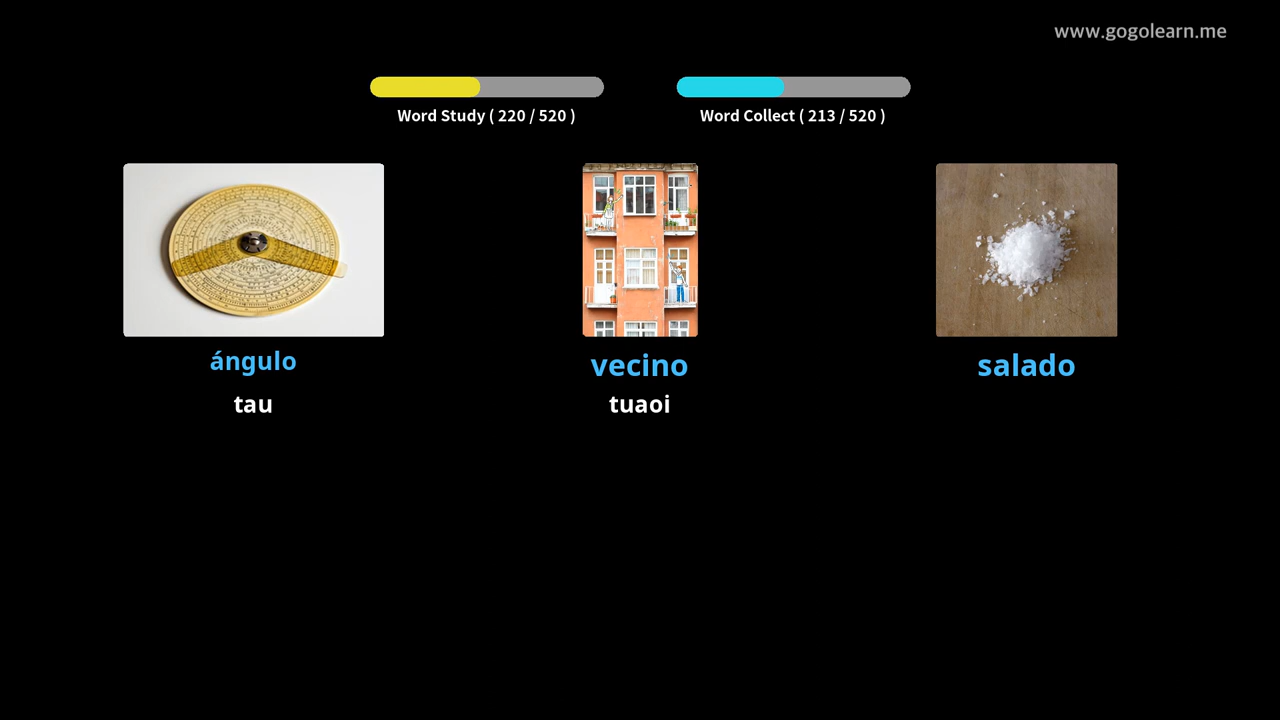 www.gogolearn.me
Word Study ( 220 / 520 )
Word Collect ( 213 / 520 )
ángulo
tau
vecino
tuaoi
salado